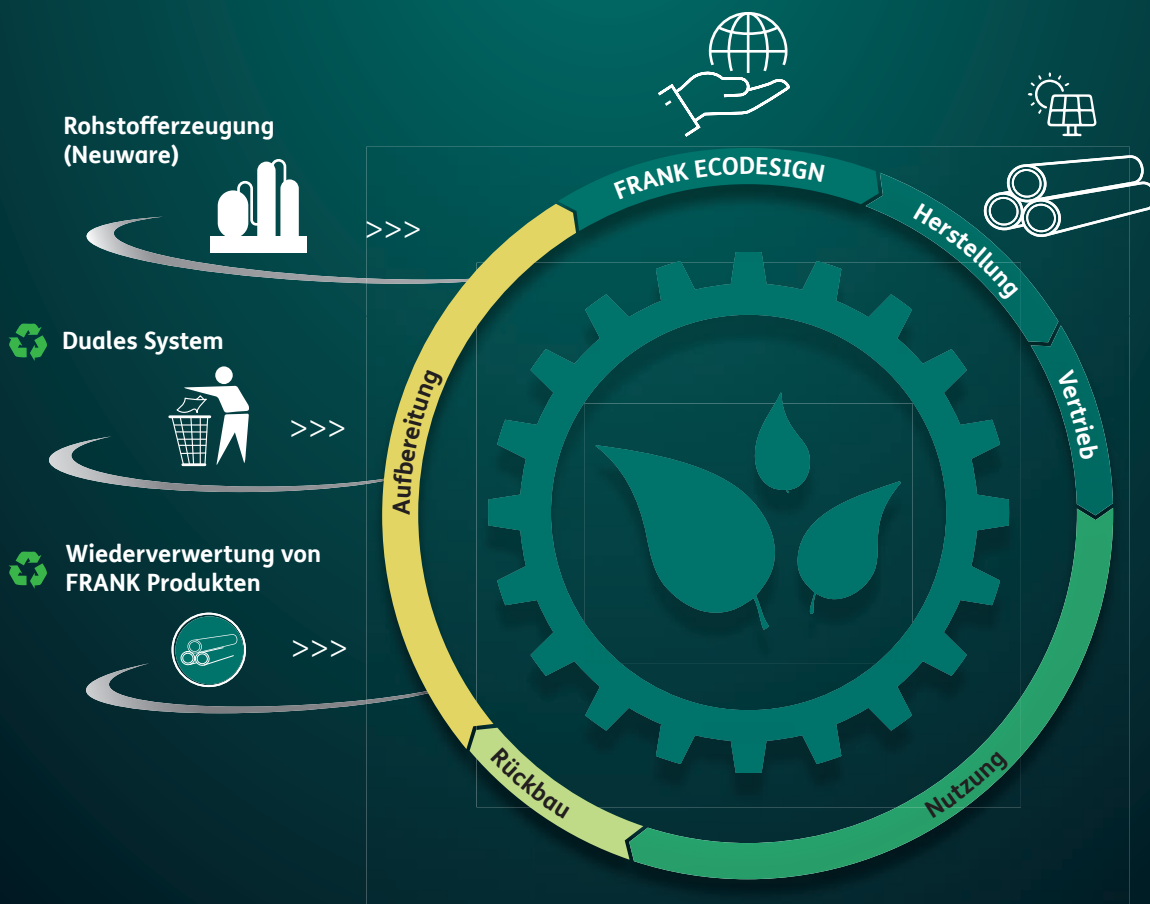 Rohstofferzeugung
(Neuware)
>>>
Duales System
>>>
Wiederverwertung von
FRANK Produkten
>>>
FRANK ECODESIGN
Herstellung
Vertrieb
Nutzung
Rückbau
Aufbereitung